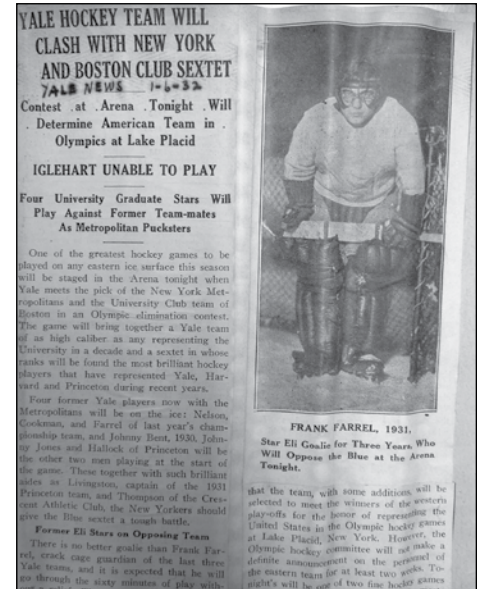 YALE HOCKEY TEAM WILL
CLASH WITH NEW YORK
AND BOSTON CLUB SEXTET
YALE NEWS 1-6-32
Contest at Arena Tonight Will
Determine American Team in
Olympics at Lake Placid
IGLEHART UNABLE TO PLAY
Four University Graduate Stars Will
Play Against Former Team-mates
As Metropolitan Pucksters
One of the greatest hockey games to be
played on any eastern ice surface this season
will be staged in the Arena tonight when
Yale meets the pick of the New York Met-
ropolitans and the University Club team of
Boston in an Olympic elimination contest.
The game will bring together a Yale team
of as high caliber as any representing the
University in a decade and a sextet in whose
ranks will be found the most brilliant hockey
players that have represented Yale, Har-
vard and Princeton during recent years.
Four former Yale players now with the
Metropolitans will be on the ice: Nelson,
Cookman, and Farrel of last year's cham-
pionship team, and Johnny Bent, 1930. John-
ny Jones and Hallock of Princeton will be
the other two men playing at the start of
the game. These together with such brilliant
aides as Livingston, captain of the 1931
Princeton team, and Thompson of the Cres-
cent Athletic Club, the New Yorkers should
give the Blue sextet a tough battle.
Former Eli Stars on Opposing Team
There is no better goalie than Frank Far-
rel, crack cage guardian of the last three
Yale teams, and it is expected that he will
go through the sixty minutes of play with-
FRANK FARREL, 1931.
Star Eli Goalie for Three Years, Who
Will Oppose the Blue at the Arena
Tonight.
that the team, with some additions, will be
selected to meet the winners of the western
play-offs for the honor of representing the
United States in the Olympic hockey games
at Lake Placid, New York. However, the
Olympic hockey committee will not make a
definite announcement on the personnel of
the eastern team for at least two weeks. To-
night's will be one of two fine hockey games